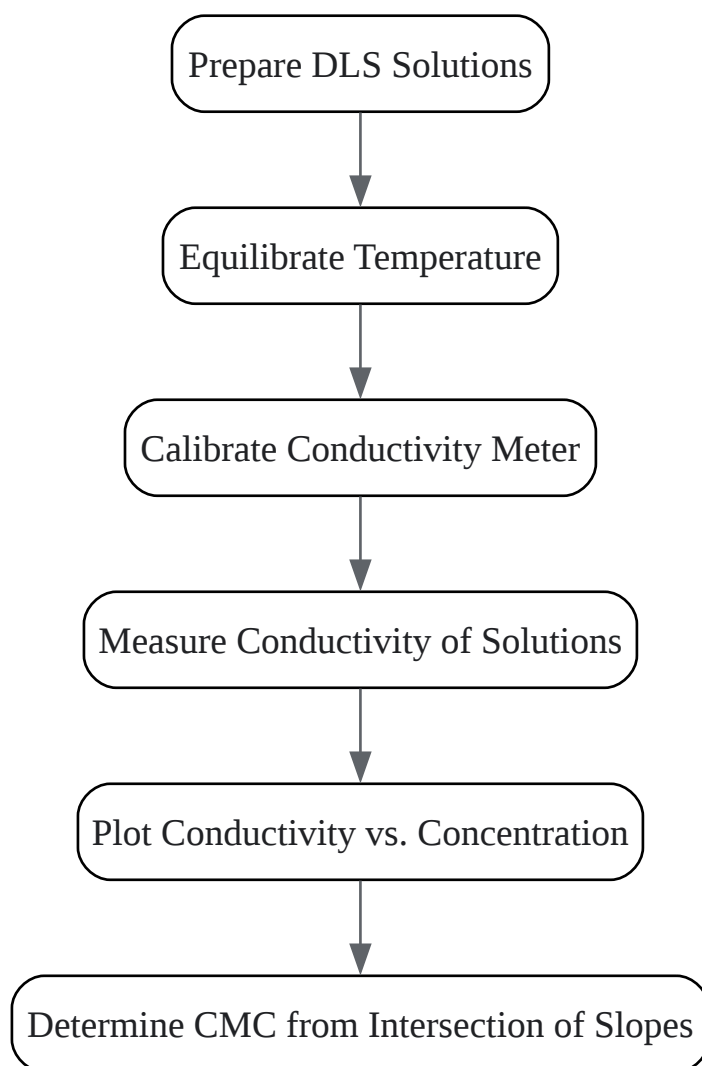 Prepare DLS Solutions
Equilibrate Temperature
Calibrate Conductivity Meter
Measure Conductivity of Solutions
Plot Conductivity vs. Concentration
Determine CMC from Intersection of Slopes